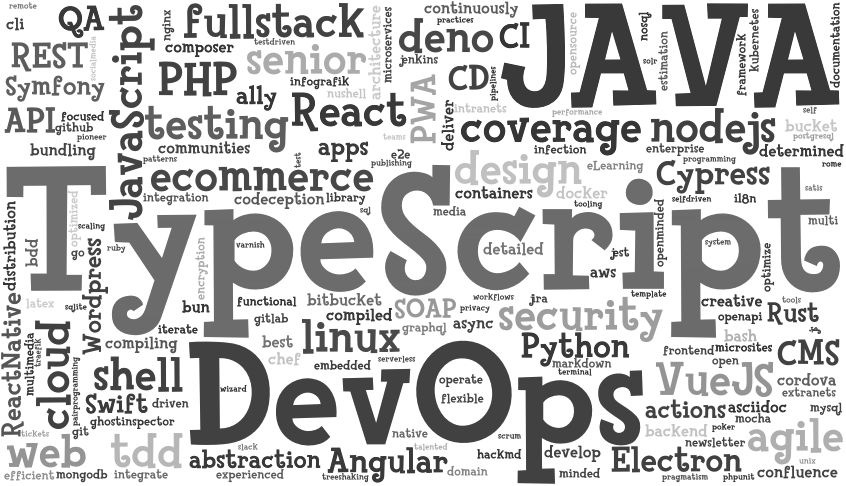 remote
cli
QA
REST
socialmedia
Symfony
API
focused
github
pioneer
bundling
JavaScript
nginx
fullstack
composer
testdriven
senior
PHP
infografik
nushell
ally
architecture
microservices
React
testing
communities
patterns
test
apps
teams
e2e
publishing
continuously
practices
deno
jenkins
CI
CD
pipelines
PWA
deliver
intranets
JAVA
opensource
nosql
solr
estimation
framework
Kubernetes
documentation
performance
self
coverage
nodejs
bucket
postgresql
infection
enterprise
determined
programming
rome
ecommerce
integration
codeception
library
sql
media
design
eLearning
containers
docker
tooling
Cypress
selfdriven
i18n
satis
multi
TypeScript
optimized
scaling
distribution
bdd
go
ruby
varnish
encryption
detailed
jest
openminded
system
aws
optimize
template
Wordpress
latex
sqlite
bun
functional
gitlab
bitbucket
compiled
SOAP
graphql
privacy
workflows
jra
async
security
creative
openapi
tools
Rust
iterate
compiling
best
chef
linux
serverless
embedded
Python
markdown
terminal
bash
frontend
microsites
open
CMS
ReactNative
multimedia
traefik
cloud
pairprogramming
shell
Swift
driven
ghostinspector
git
tickets
wizard
DevOps
operate
flexible
VueJS
cordova
extranets
actions
asciidoc
mysql
mocha
backend
poker
newsletter
agile
unix
web
tdd
slack
native
talented
scrum
hackmd
develop
efficient
mongodb
integrate
abstraction
experienced
Angular
treeshaking
domain
minded
Electron
pragmatism
phpunit
confluence